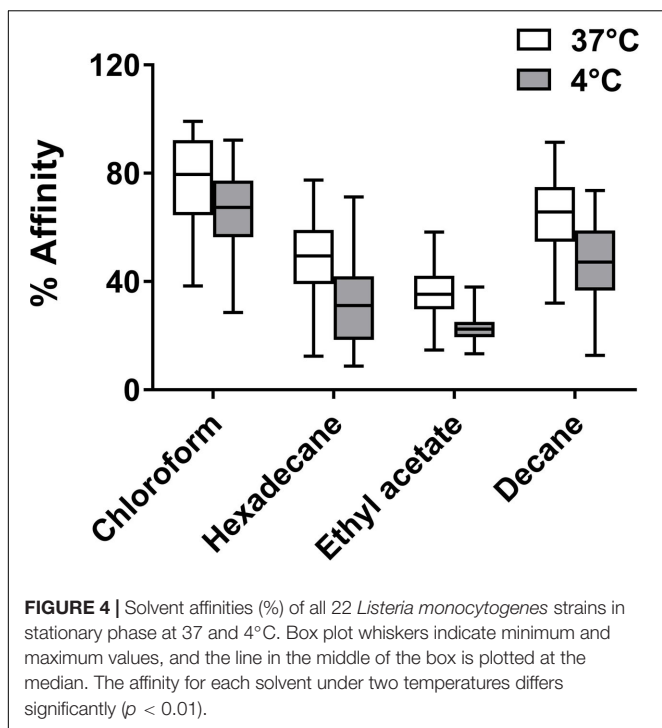 37°C
4°C
120
80
40
0
% Affinity
Chloroform
Hexadecane
Ethyl acetate
Decane
FIGURE 4 | Solvent affinities (%) of all 22 Listeria monocytogenes strains in
stationary phase at 37 and 4°C. Box plot whiskers indicate minimum and
maximum values, and the line in the middle of the box is plotted at the
median. The affinity for each solvent under two temperatures differs
significantly (p < 0.01).